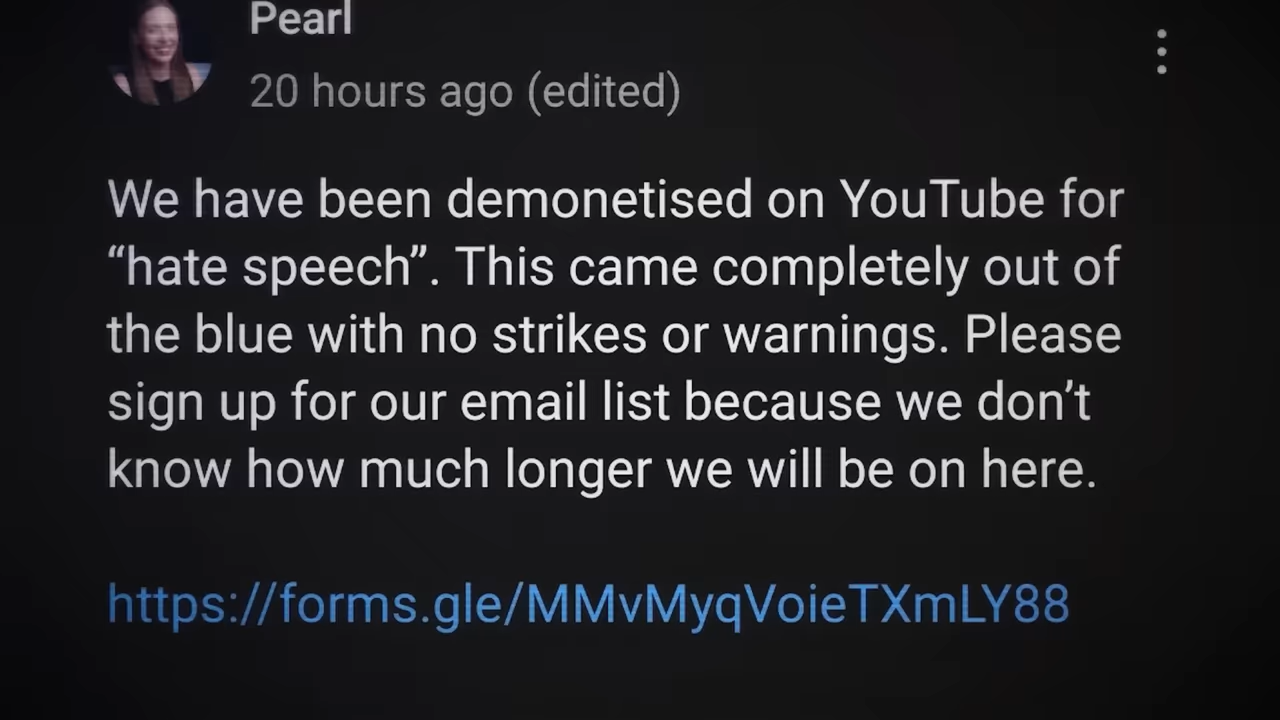 Pearl
20 hours ago (edited)
We have been demonetised on YouTube for
“hate speech”. This came completely out of
the blue with no strikes or warnings. Please
sign up for our email list because we don’t
know how much longer we will be on here.
https://forms.gle/MMvMyqVoieTXmLY88